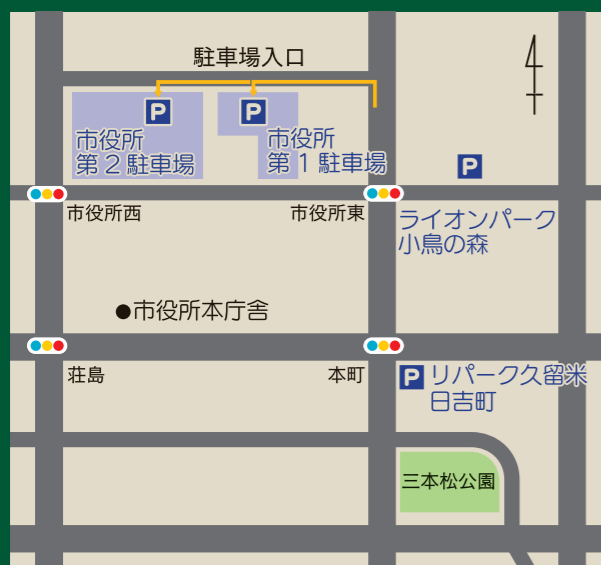 駐車場入口
P
P
市役所
第2駐車場
市役所
第1駐車場
P
市役所西
市役所東
ライオンパーク
小鳥の森
●市役所本庁舎
荘島
本町
P リパーク久留米
日吉町
三本松公園